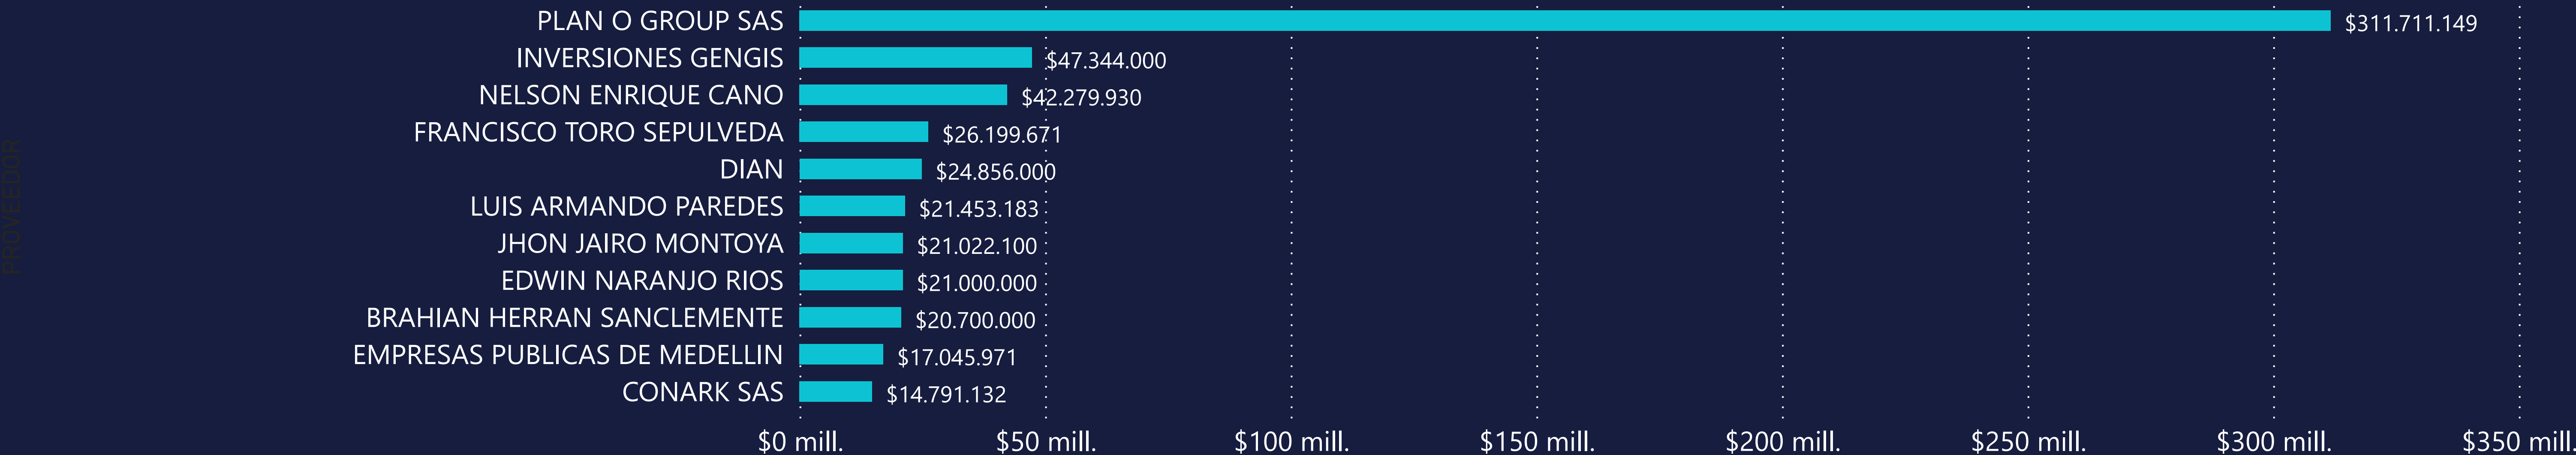 PROVEEDOR
PLAN O GROUP SAS $311.711.149
INVERSIONES GENGIS $47.344.000
NELSON ENRIQUE CANO $42.279.930
FRANCISCO TORO SEPULVEDA $26.199.671
DIAN $24.856.000
LUIS ARMANDO PAREDES $21.453.183
JHON JAIRO MONTOYA $21.022.100
EDWIN NARANJO RIOS $21.000.000
BRAHIAN HERRAN SANCLEMENTE $20.700.000
EMPRESAS PUBLICAS DE MEDELLIN $17.045.971
CONARK SAS $14.791.132
$0 mill. $50 mill. $100 mill. $150 mill. $200 mill. $250 mill. $300 mill. $350 mill.